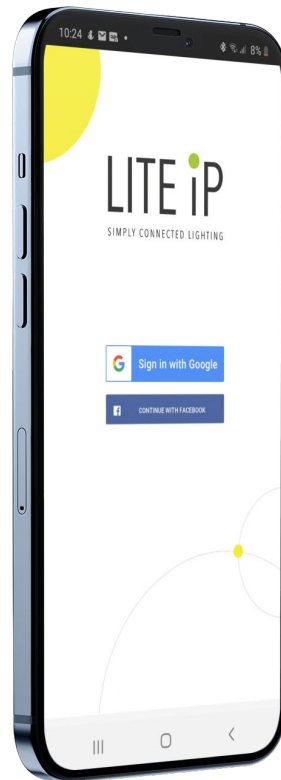 10:24
8%
LITE iP
SIMPLY CONNECTED LIGHTING
G Sign in with Google
f CONTINUE WITH FACEBOOK